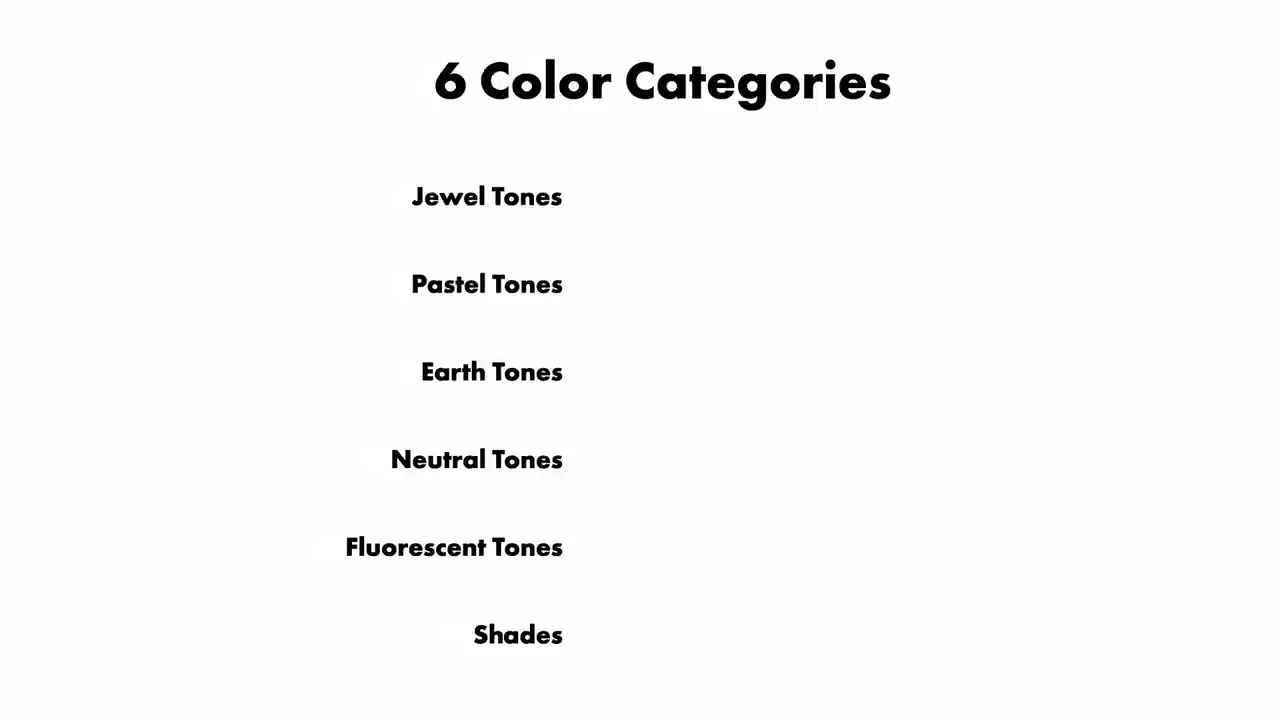 6 Color Categories
Jewel Tones
Pastel Tones
Earth Tones
Neutral Tones
Fluorescent Tones
Shades